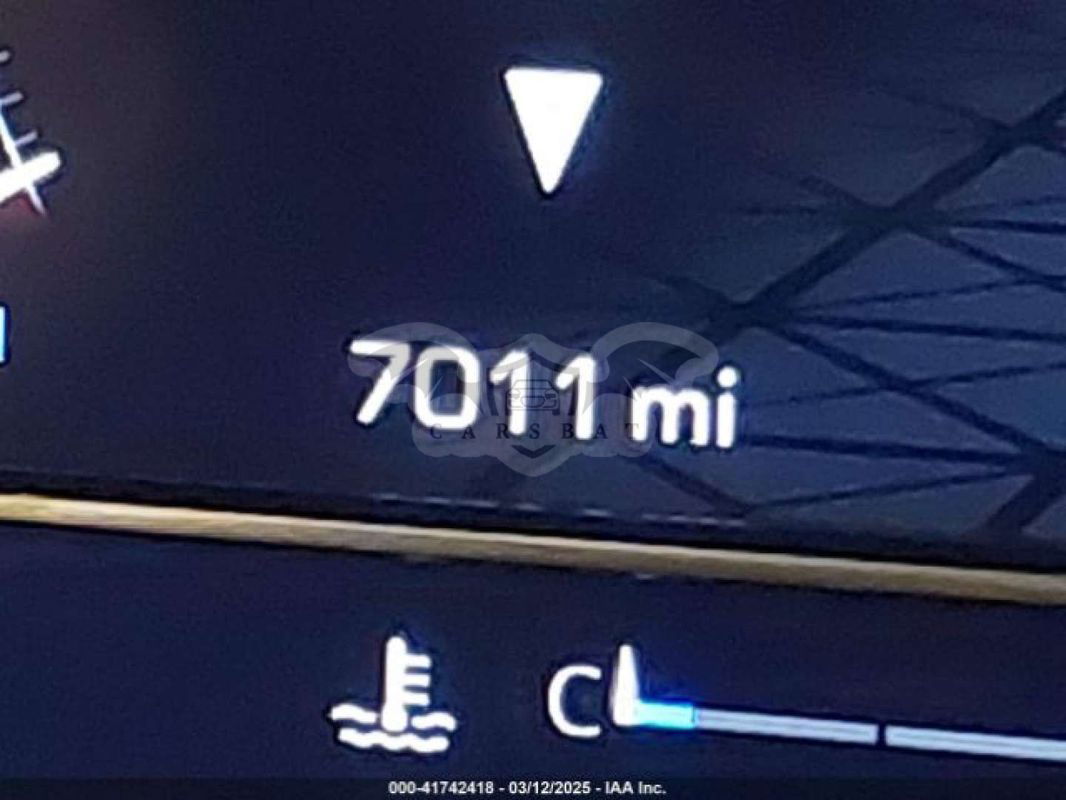 7011 mi
CARSBAT
C
000-41742418 - 03/12/2025 - IAA Inc.